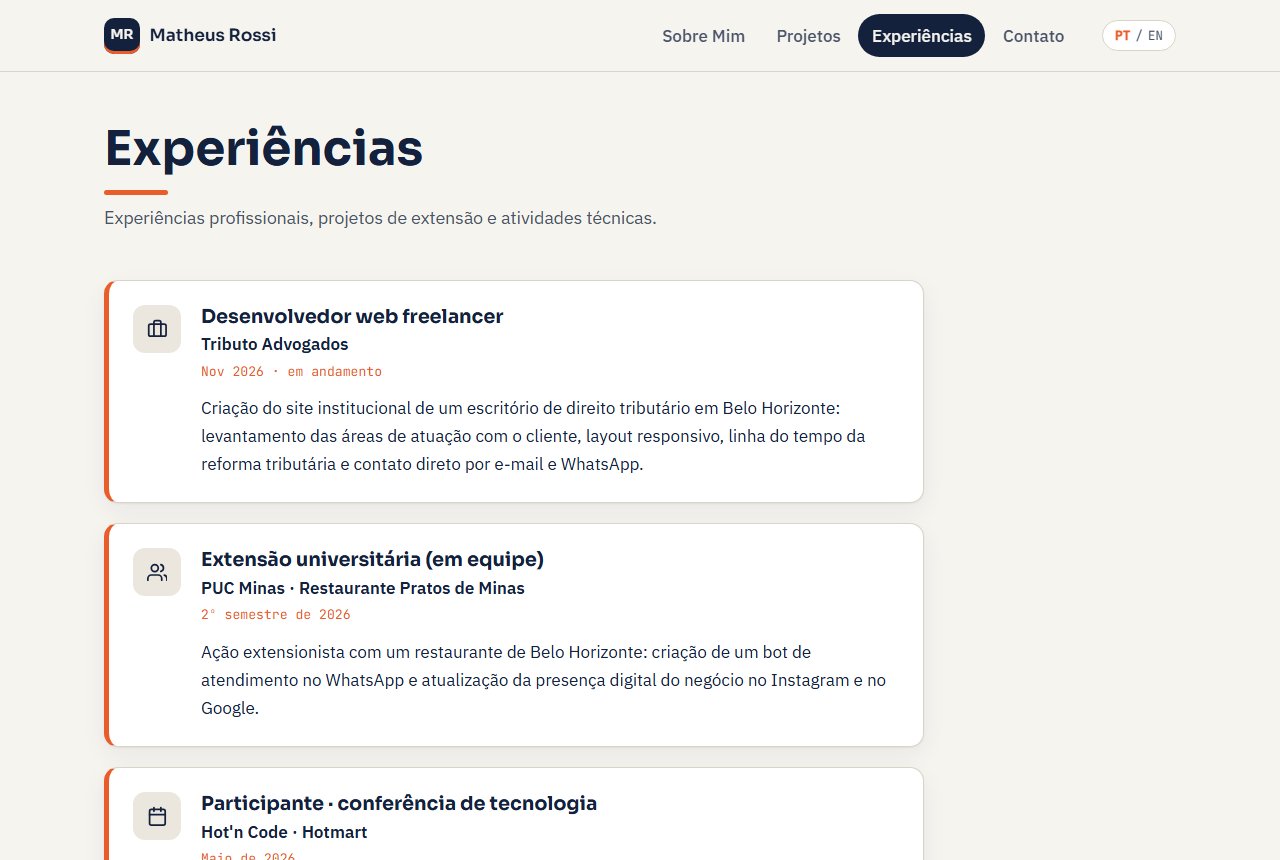 MR Matheus Rossi Sobre Mim Projetos Experiências Contato PT / EN
Experiências
Experiências profissionais, projetos de extensão e atividades técnicas.
Desenvolvedor web freelancer
Tributo Advogados
Nov 2026 · em andamento
Criação do site institucional de um escritório de direito tributário em Belo Horizonte:
levantamento das áreas de atuação com o cliente, layout responsivo, linha do tempo da
reforma tributária e contato direto por e-mail e WhatsApp.
Extensão universitária (em equipe)
PUC Minas · Restaurante Pratos de Minas
2º semestre de 2026
Ação extensionista com um restaurante de Belo Horizonte: criação de um bot de
atendimento no WhatsApp e atualização da presença digital do negócio no Instagram e no
Google.
Participante · conferência de tecnologia
Hot'n Code · Hotmart
Maio de 2026